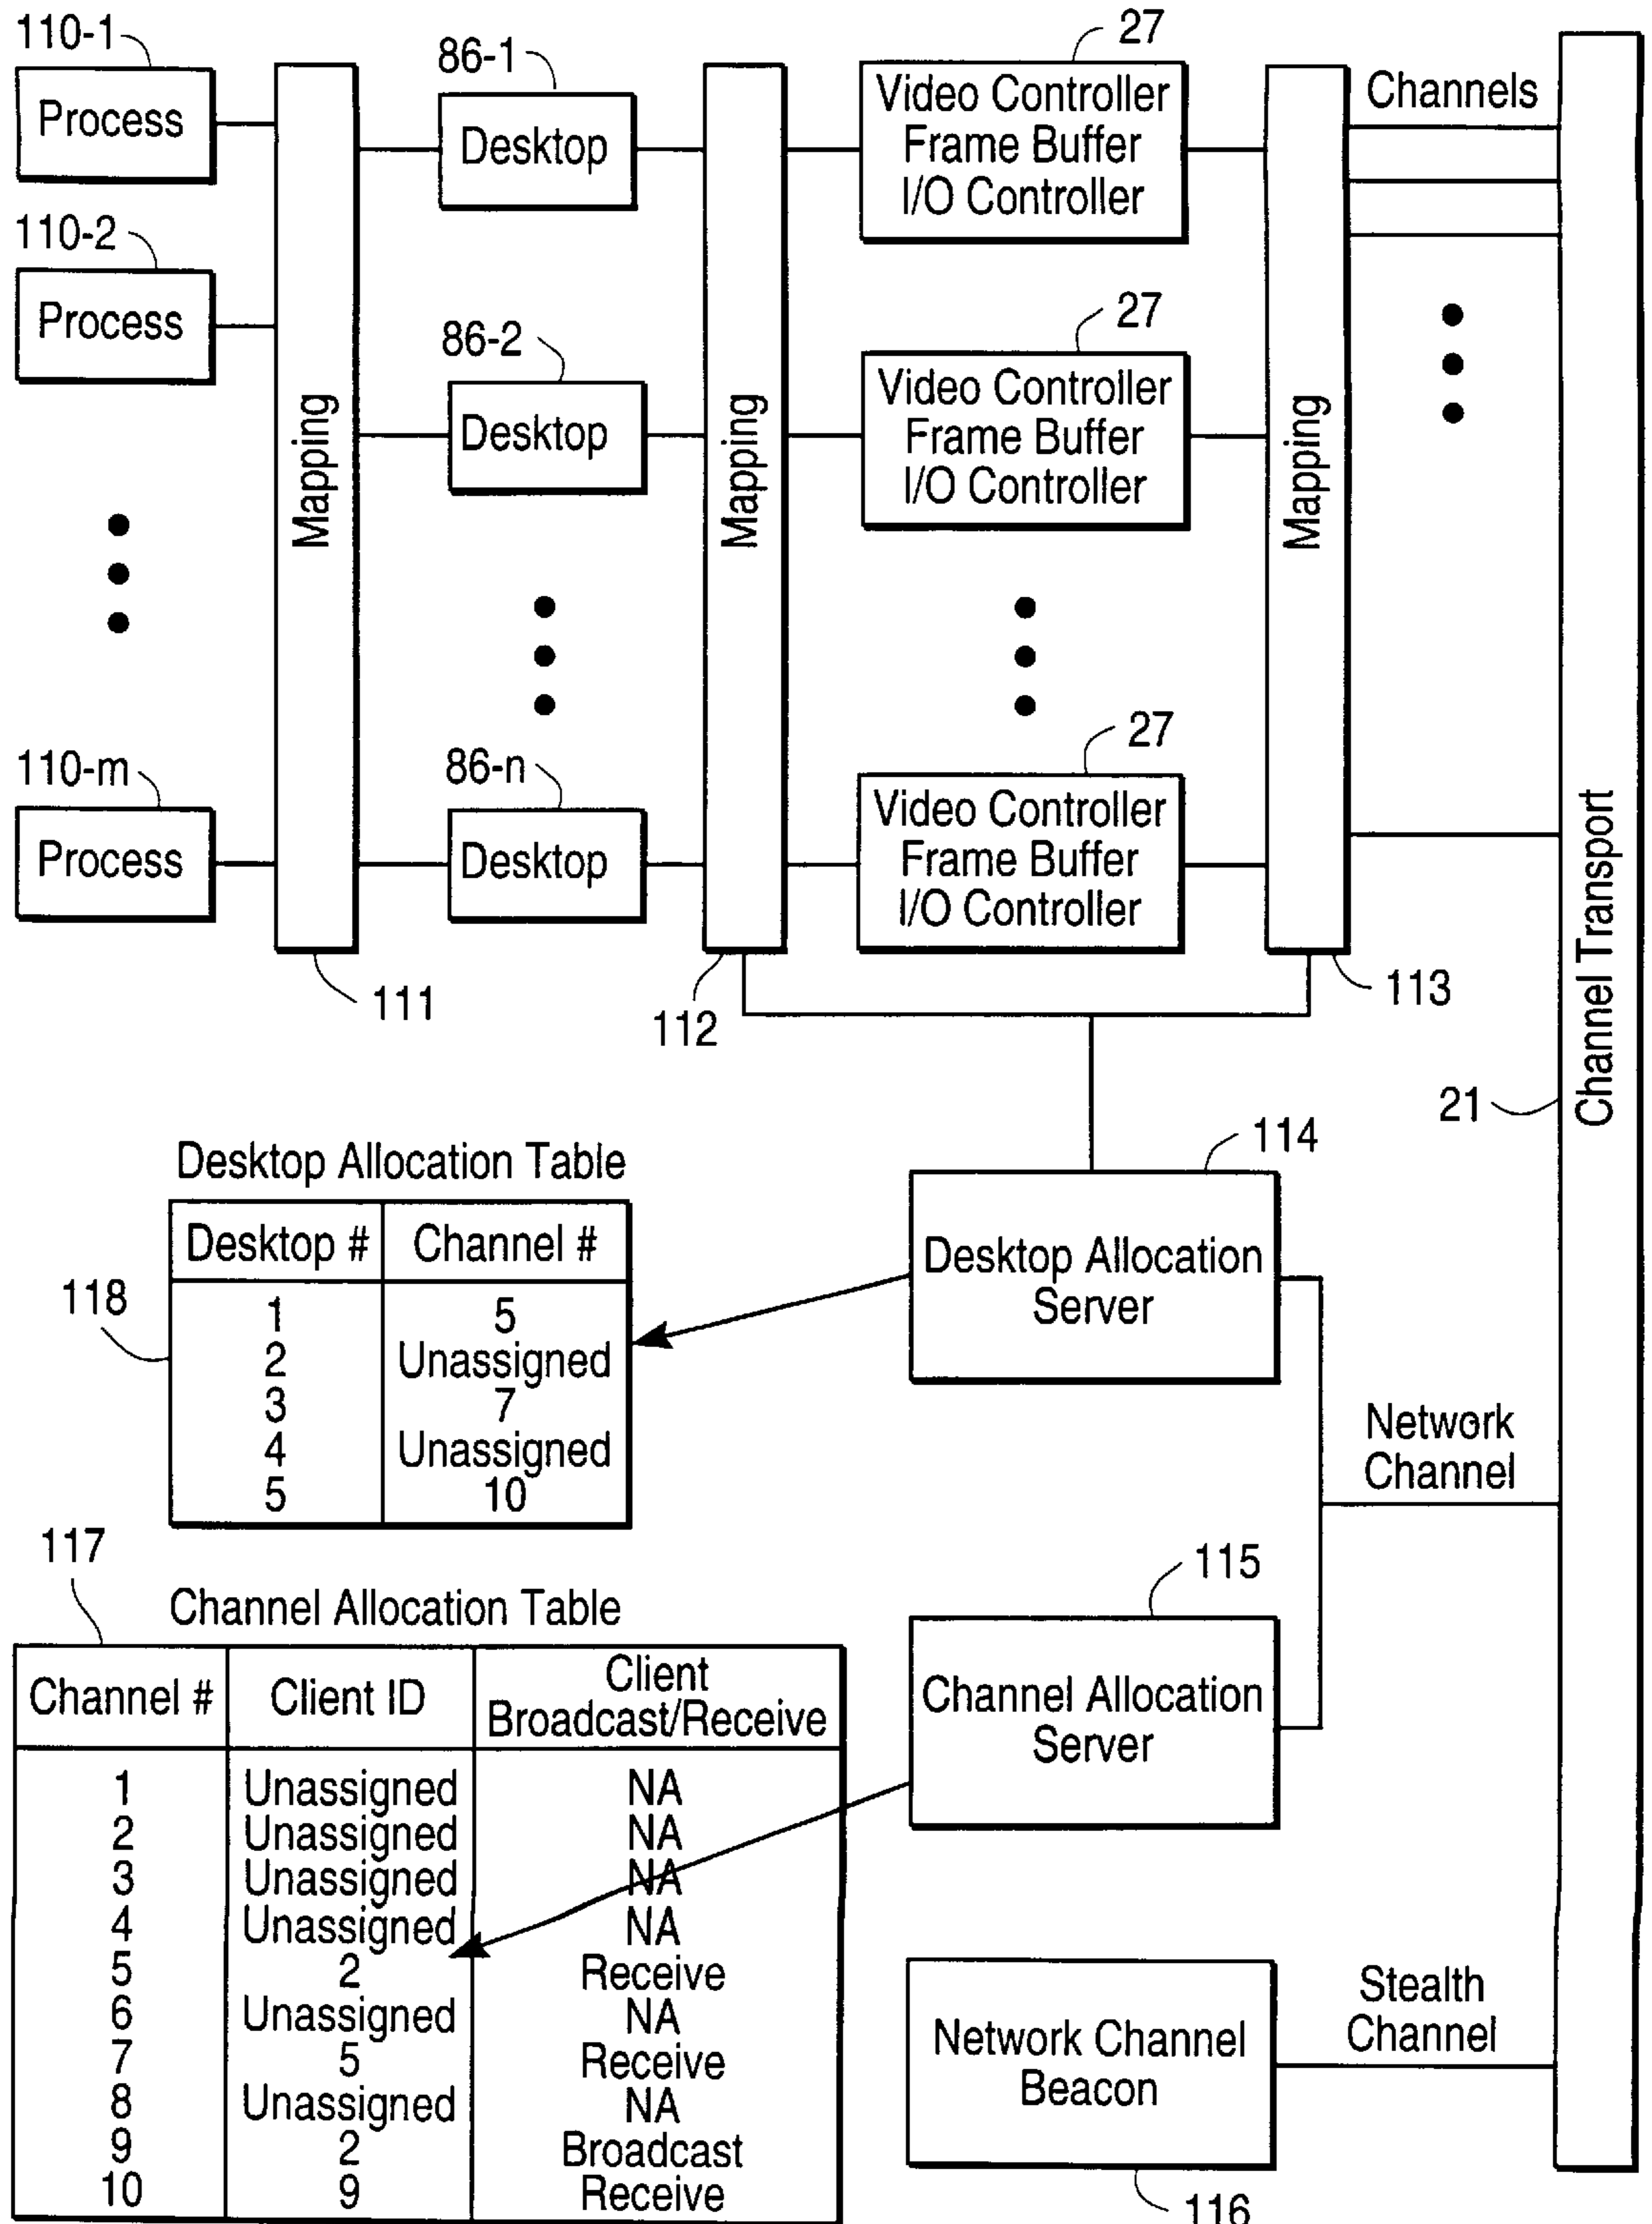 110-1
Process
110-2
Process
110-m
Process
Mapping
111
86-1
Desktop
86-2
Desktop
86-n
Desktop
Mapping
112
27
Video Controller
Frame Buffer
I/O Controller
27
Video Controller
Frame Buffer
I/O Controller
27
Video Controller
Frame Buffer
I/O Controller
Mapping
113
Channels
Channel Transport
21
114
Desktop Allocation
Server
Desktop Allocation Table
118
Desktop # Channel #
1 5
2 Unassigned
3 7
4 Unassigned
5 10
Network
Channel
115
Channel Allocation
Server
117
Channel Allocation Table
Channel # Client ID Client
Broadcast/Receive
1 Unassigned NA
2 Unassigned NA
3 Unassigned NA
4 Unassigned NA
5 2 Receive
6 Unassigned NA
7 5 Receive
8 Unassigned NA
9 2 Broadcast
10 9 Receive
Network Channel
Beacon
116
Stealth
Channel